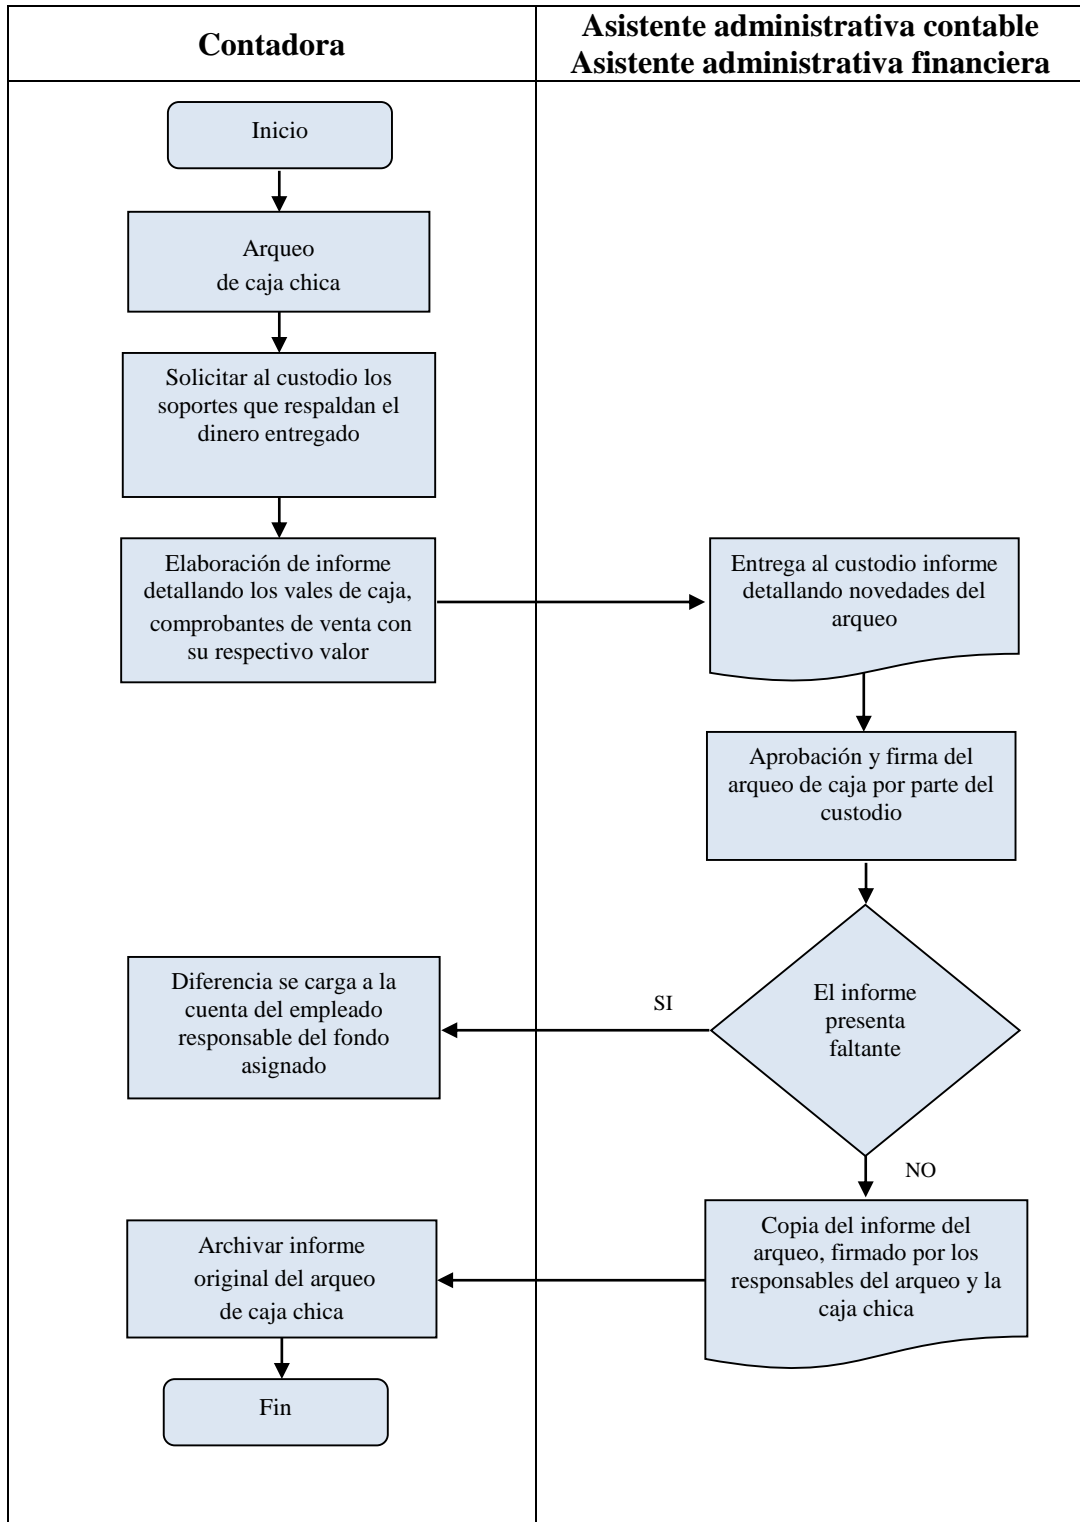 Contadora
Asistente administrativa contable
Asistente administrativa financiera
Inicio
Arqueo
de caja chica
Solicitar al custodio los
soportes que respaldan el
dinero entregado
Elaboración de informe
detallando los vales de caja,
comprobantes de venta con
su respectivo valor
Entrega al custodio informe
detallando novedades del
arqueo
Aprobación y firma del
arqueo de caja por parte del
custodio
El informe
presenta
faltante
SI
Diferencia se carga a la
cuenta del empleado
responsable del fondo
asignado
NO
Copia del informe del
arqueo, firmado por los
responsables del arqueo y la
caja chica
Archivar informe
original del arqueo
de caja chica
Fin